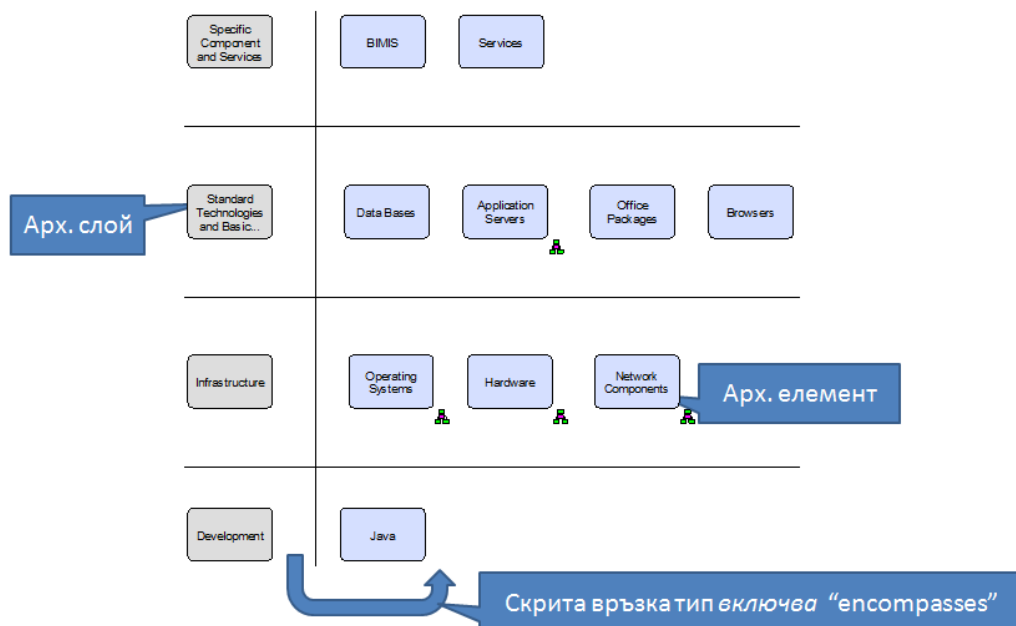 Specific
Component
and Services
BIMIS
Services
Арх. слой
Standard
Technologies
and Basic...
Data Bases
Application
Servers
Office
Packages
Browsers
Infrastructure
Operating
Systems
Hardware
Network
Components
Арх. елемент
Development
Java
Скрита връзка тип включва “encompasses”